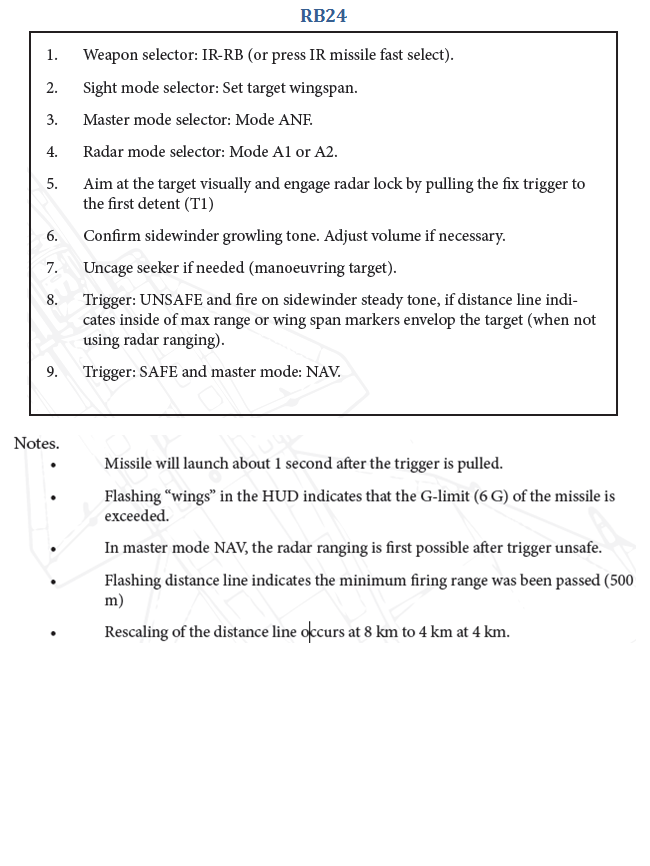 RB24
1. Weapon selector: IR-RB (or press IR missile fast select).
2. Sight mode selector: Set target wingspan.
3. Master mode selector: Mode ANF.
4. Radar mode selector: Mode A1 or A2.
5. Aim at the target visually and engage radar lock by pulling the fix trigger to
the first detent (T1)
6. Confirm sidewinder growling tone. Adjust volume if necessary.
7. Uncage seeker if needed (manoeuvring target).
8. Trigger: UNSAFE and fire on sidewinder steady tone, if distance line indi-
cates inside of max range or wing span markers envelop the target (when not
using radar ranging).
9. Trigger: SAFE and master mode: NAV.
Notes.
• Missile will launch about 1 second after the trigger is pulled.
• Flashing “wings” in the HUD indicates that the G-limit (6 G) of the missile is
exceeded.
• In master mode NAV, the radar ranging is first possible after trigger unsafe.
• Flashing distance line indicates the minimum firing range was been passed (500
m)
• Rescaling of the distance line occurs at 8 km to 4 km at 4 km.